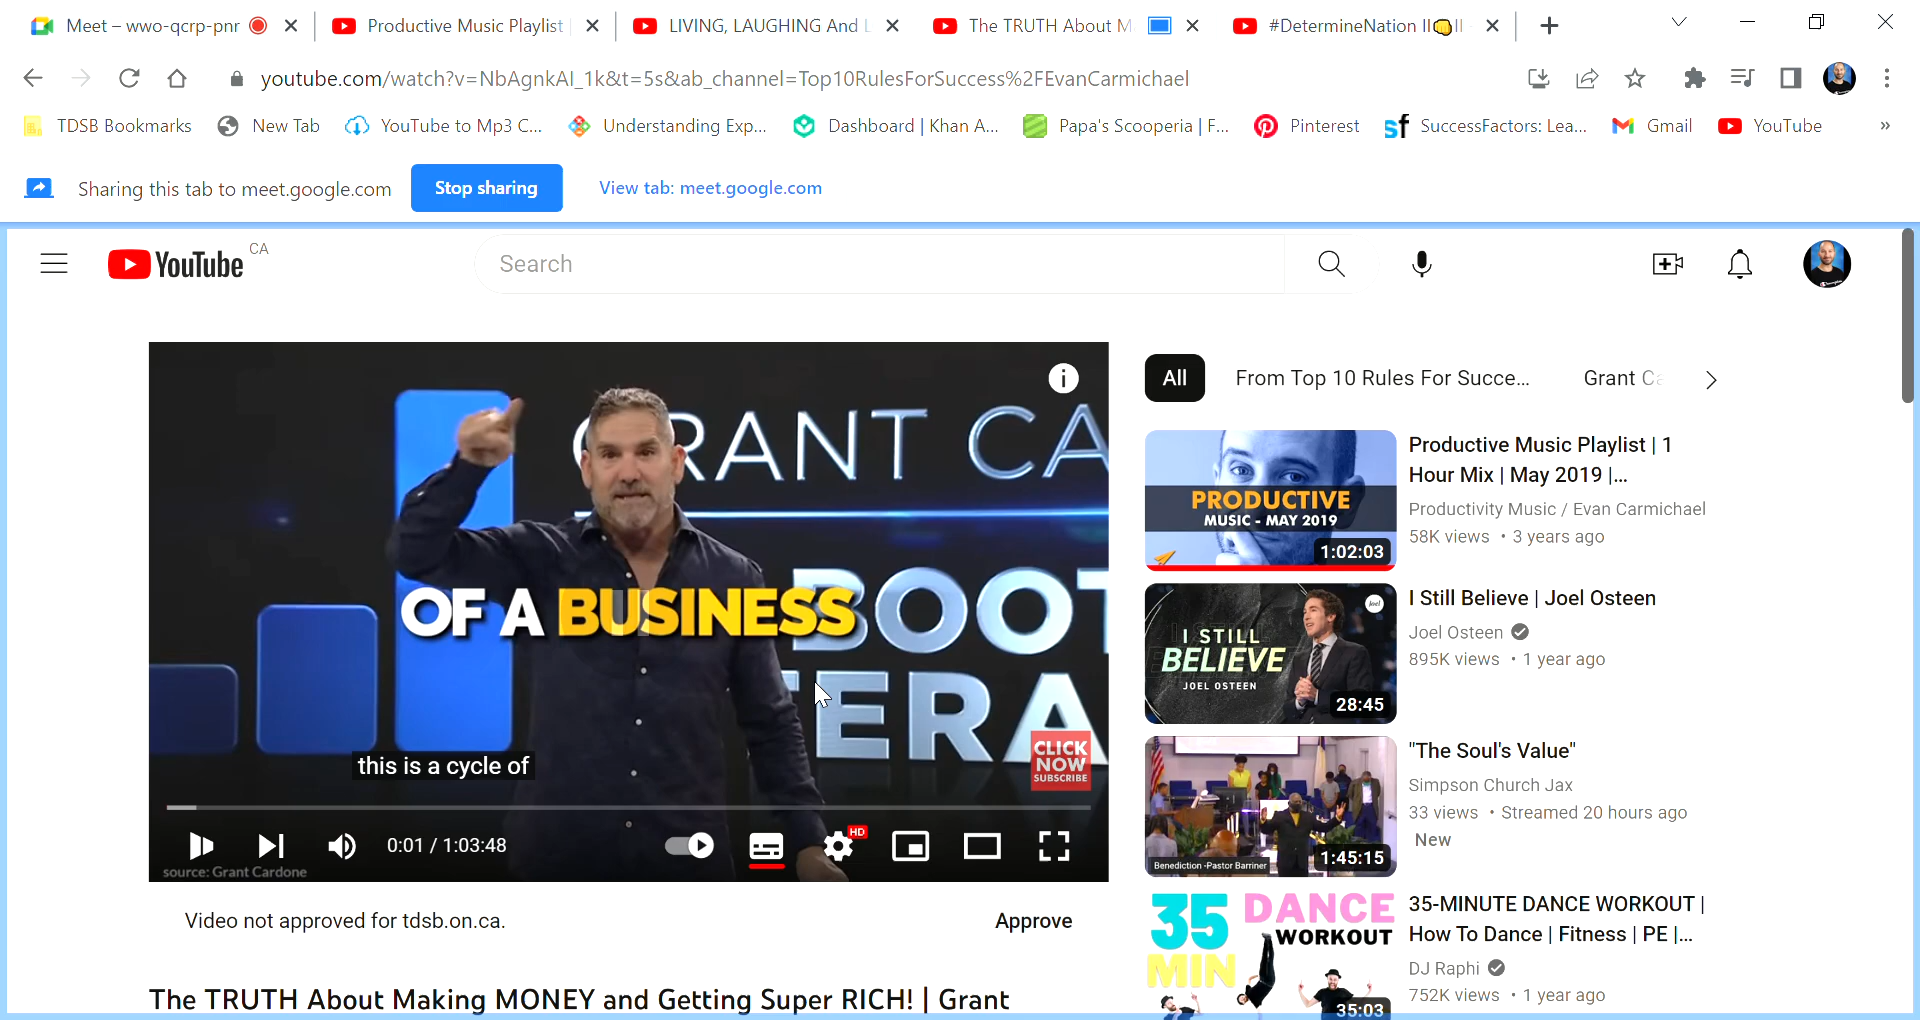 Meet – wwo-qcrp-pnr
Productive Music Playlist
LIVING, LAUGHING And L
The TRUTH About M
#DetermineNation II👊II
youtube.com/watch?v=NbAgnkAI_1k&t=5s&ab_channel=Top10RulesForSuccess%2FEvanCarmichael
TDSB Bookmarks
New Tab
YouTube to Mp3 C...
Understanding Exp...
Dashboard | Khan A...
Papa's Scooperia | F...
Pinterest
SuccessFactors: Lea...
Gmail
YouTube
»
Sharing this tab to meet.google.com
Stop sharing
View tab: meet.google.com
YouTube CA
Search
GRANT CA
OF A BUSINESS
BOOT
ERA
this is a cycle of
CLICK
NOW
SUBSCRIBE
0:01 / 1:03:48
HD
source: Grant Cardone
Video not approved for tdsb.on.ca.
Approve
The TRUTH About Making MONEY and Getting Super RICH! | Grant
All
From Top 10 Rules For Succe...
Grant Ca
PRODUCTIVE
MUSIC - MAY 2019
1:02:03
Productive Music Playlist | 1
Hour Mix | May 2019 |...
Productivity Music / Evan Carmichael
58K views • 3 years ago
I STILL
BELIEVE
JOEL OSTEEN
Joel
28:45
I Still Believe | Joel Osteen
Joel Osteen
895K views • 1 year ago
Benediction -Pastor Barriner
1:45:15
"The Soul's Value"
Simpson Church Jax
33 views • Streamed 20 hours ago
New
35
MIN
DANCE
WORKOUT
35:03
35-MINUTE DANCE WORKOUT |
How To Dance | Fitness | PE |...
DJ Raphi
752K views • 1 year ago